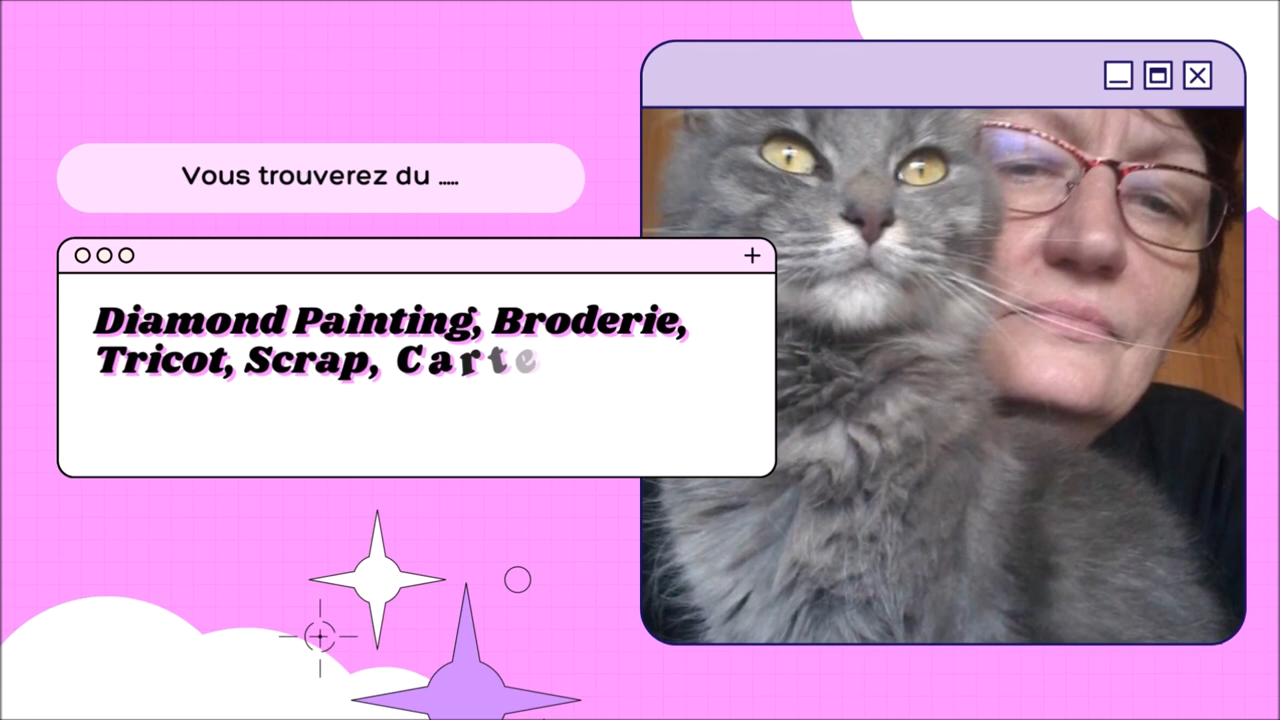 Vous trouverez du .....
Diamond Painting, Broderie,
Tricot, Scrap, Carte